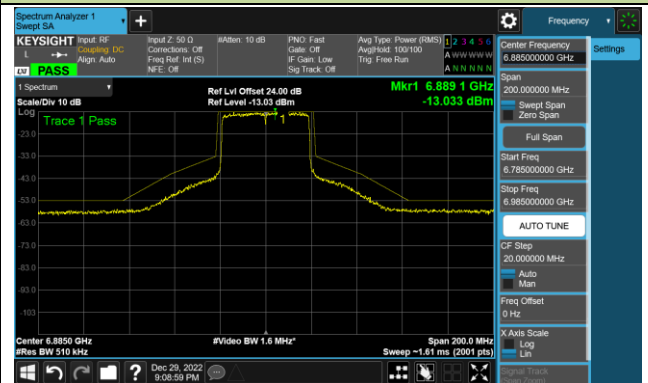 Spectrum Analyzer 1
Swept SA
Frequency
KEYSIGHT
Input: RF
Coupling: DC
Align: Auto
Input Z: 50 Ω
Corrections: Off
Freq Ref: Int (S)
NFE: Off
#Atten: 10 dB
PNO: Fast
Gate: Off
IF Gain: Low
Sig Track: Off
Avg Type: Power (RMS)
Avg|Hold: 100/100
Trig: Free Run
1 2 3 4 5 6
A W W W W W
A N N N N N
L
LXI
PASS
1 Spectrum
Scale/Div 10 dB
Ref Lvl Offset 24.00 dB
Ref Level -13.03 dBm
Mkr1 6.889 1 GHz
-13.033 dBm
Log
Trace 1 Pass
1
-23.0
-33.0
-43.0
-53.0
-63.0
-73.0
-83.0
-93.0
-103
Center 6.8850 GHz
#Res BW 510 kHz
#Video BW 1.6 MHz*
Span 200.0 MHz
Sweep ~1.61 ms (2001 pts)
Dec 29, 2022
9:08:59 PM
Center Frequency
6.885000000 GHz
Settings
Span
200.000000 MHz
Swept Span
Zero Span
Full Span
Start Freq
6.785000000 GHz
Stop Freq
6.985000000 GHz
AUTO TUNE
CF Step
20.000000 MHz
Auto
Man
Freq Offset
0 Hz
X Axis Scale
Log
Lin
Signal Track
(Span Zoom)